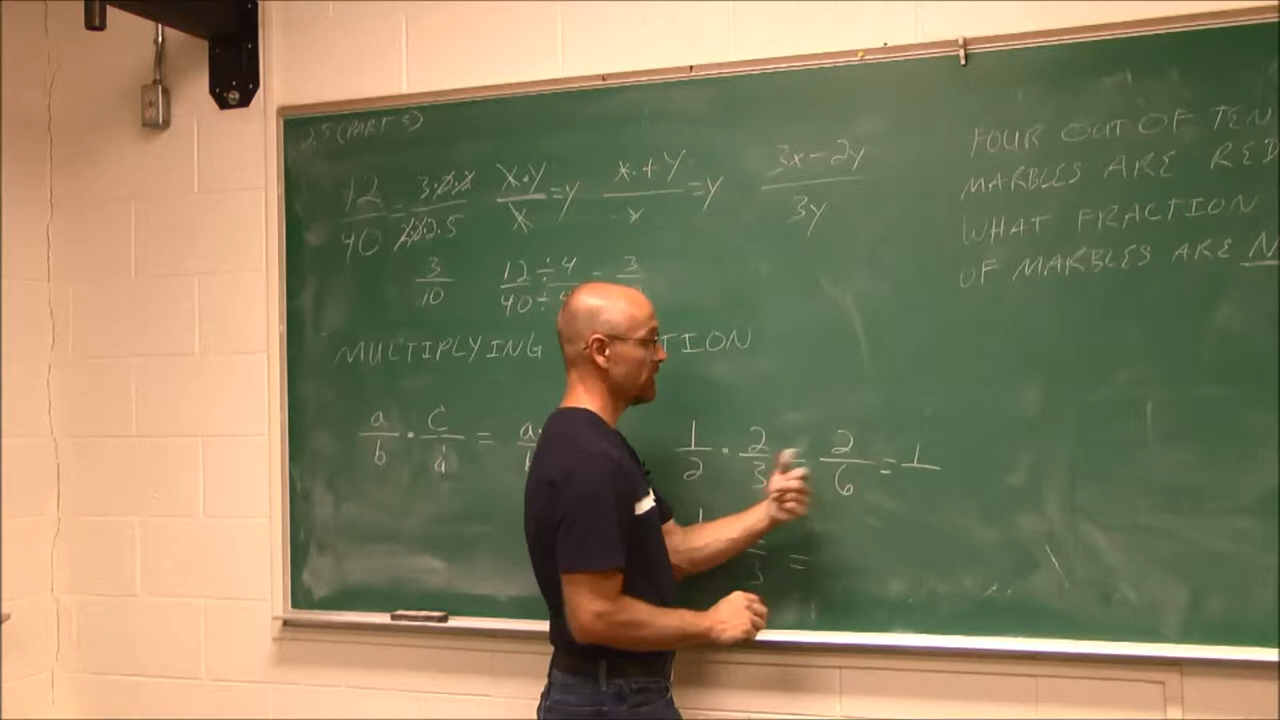 2.5 (PART 3)
12/40 = 3·2·2/2·2·2·5
x·y/x = y
x + y/x = y
3x - 2y/3y
3/10
12 ÷ 4/40 ÷ 4 = 3
MULTIPLYING
TION
a/b · c/d = a
1/2 · 2/3 = 2/6 = 1
1
3 =
FOUR OUT OF TEN
MARBLES ARE RED
WHAT FRACTION
OF MARBLES ARE N